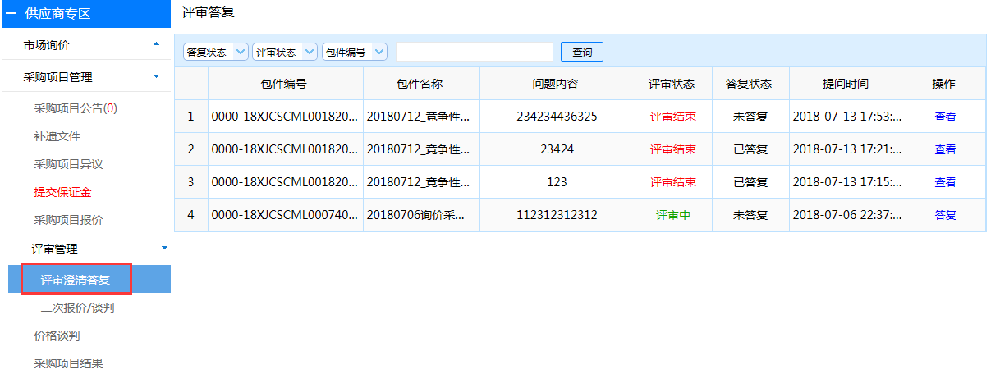 供应商专区
市场询价
采购项目管理
采购项目公告(0)
补遗文件
采购项目异议
提交保证金
采购项目报价
评审管理
评审澄清答复
二次报价/谈判
价格谈判
采购项目结果
评审答复
答复状态 评审状态 包件编号 查询
包件编号 包件名称 问题内容 评审状态 答复状态 提问时间 操作
1 0000-18XJCSCML001820... 20180712_竞争性... 234234436325 评审结束 未答复 2018-07-13 17:53:... 查看
2 0000-18XJCSCML001820... 20180712_竞争性... 23424 评审结束 已答复 2018-07-13 17:21:... 查看
3 0000-18XJCSCML001820... 20180712_竞争性... 123 评审结束 已答复 2018-07-13 17:15:... 查看
4 0000-18XJCSCML000740... 20180706询价采... 112312312312 评审中 未答复 2018-07-06 22:37:... 答复